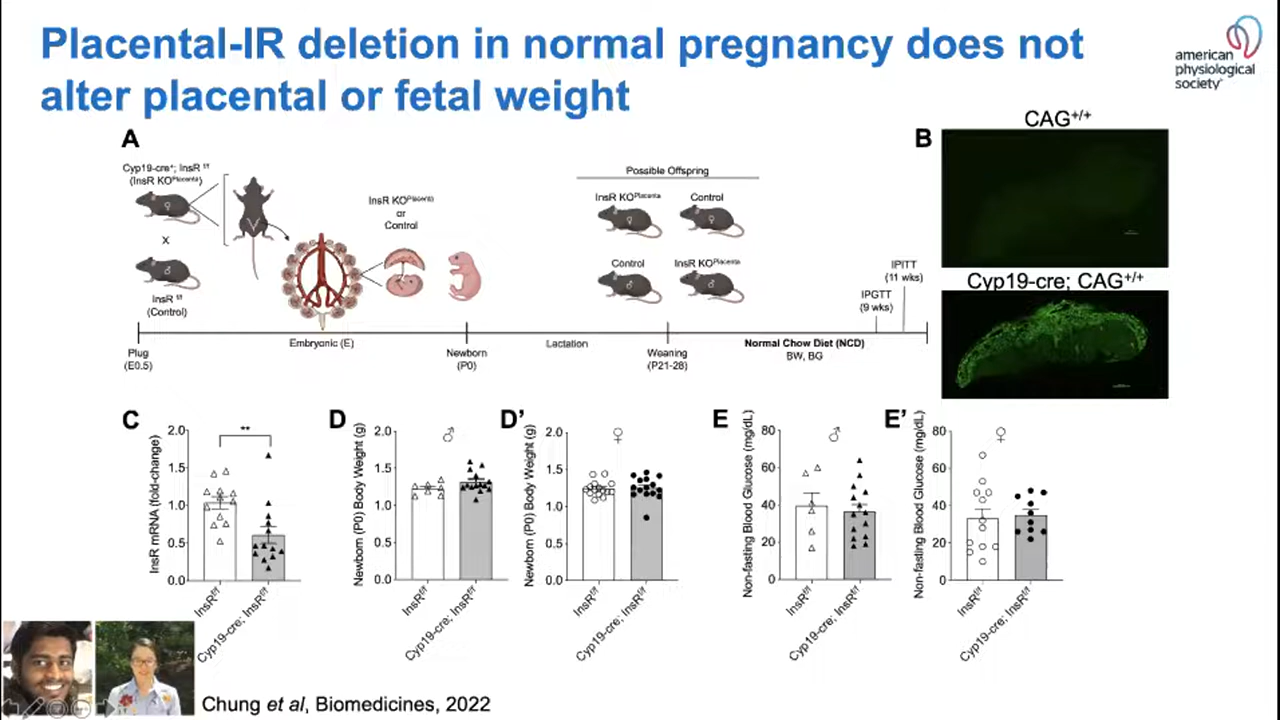 Placental-IR deletion in normal pregnancy does not
alter placental or fetal weight
american
physiological
society
A
Cyp19-cre⁺; InsR f/f
(InsR KOPlacenta)
♀
X
♂
InsR f/f
(Control)
InsR KOPlacenta
or
Control
Possible Offspring
InsR KOPlacenta
Control
♀
♀
Control
InsR KOPlacenta
♂
♂
IPITT
(11 wks)
IPGTT
(9 wks)
Embryonic (E)
Lactation
Normal Chow Diet (NCD)
BW, BG
Plug
(E0.5)
Newborn
(P0)
Weaning
(P21-28)
B
CAG+/+
Cyp19-cre; CAG+/+
C
InsR mRNA (fold-change)
2.0
1.5
1.0
0.5
0.0
**
InsRf/f
Cyp19-cre; InsRf/f
D
Newborn (P0) Body Weight (g)
2.0
1.5
1.0
0.5
0.0
♂
InsRf/f
Cyp19-cre; InsRf/f
D'
Newborn (P0) Body Weight (g)
2.0
1.5
1.0
0.5
0.0
♀
InsRf/f
Cyp19-cre; InsRf/f
E
Non-fasting Blood Glucose (mg/dL)
80
60
40
20
0
♂
InsRf/f
Cyp19-cre; InsRf/f
E'
Non-fasting Blood Glucose (mg/dL)
80
60
40
20
0
♀
InsRf/f
Cyp19-cre; InsRf/f
Chung et al, Biomedicines, 2022